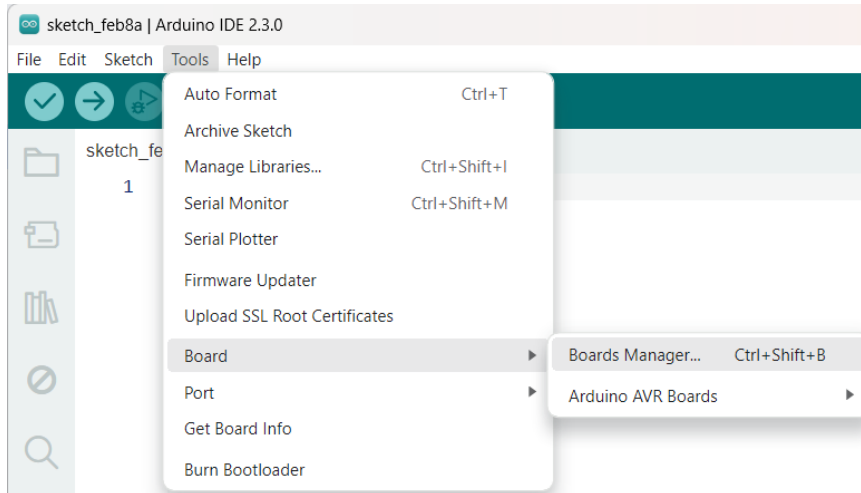 sketch_feb8a | Arduino IDE 2.3.0
File Edit Sketch Tools Help
Auto Format Ctrl+T
Archive Sketch
sketch_fe
Manage Libraries... Ctrl+Shift+I
1
Serial Monitor Ctrl+Shift+M
Serial Plotter
Firmware Updater
Upload SSL Root Certificates
Board
Boards Manager... Ctrl+Shift+B
Port
Arduino AVR Boards
Get Board Info
Burn Bootloader